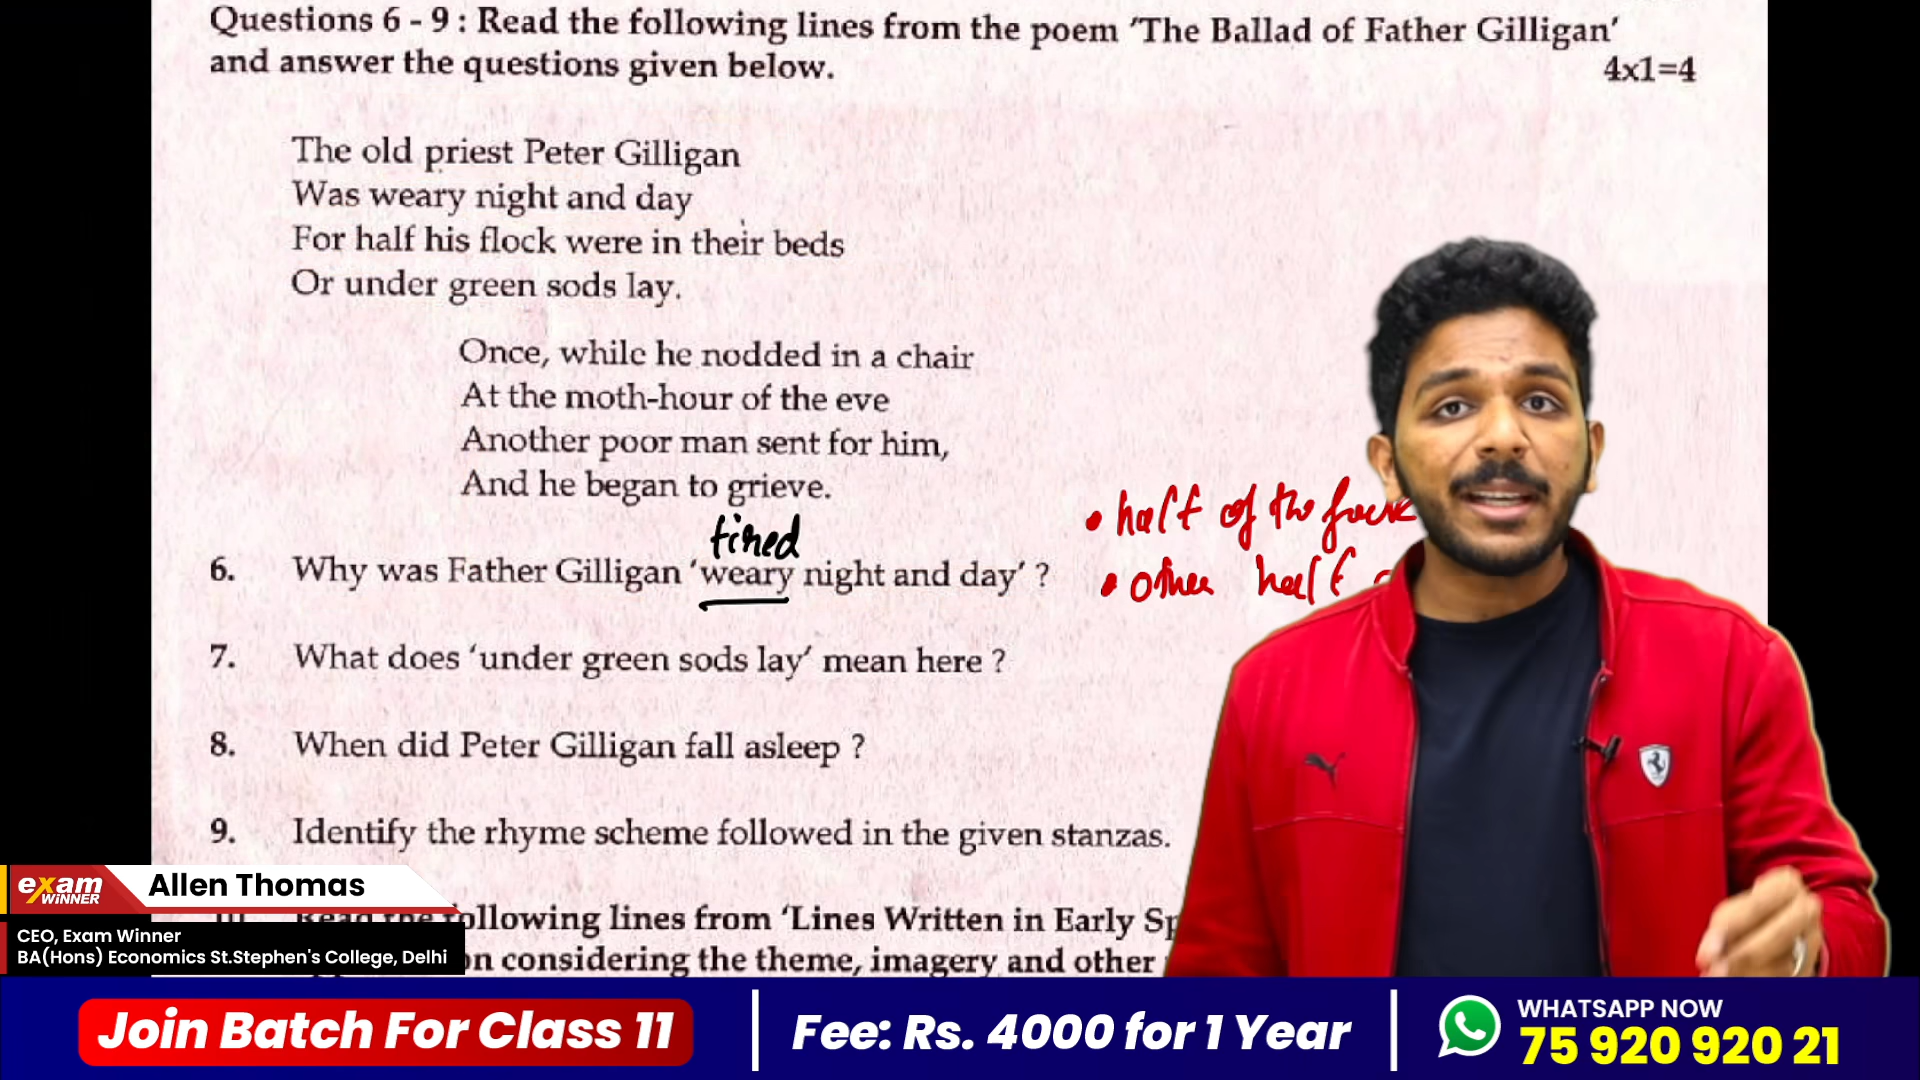 Questions 6 - 9 : Read the following lines from the poem 'The Ballad of Father Gilligan'
and answer the questions given below. 4x1=4
The old priest Peter Gilligan
Was weary night and day
For half his flock were in their beds
Or under green sods lay.
Once, while he nodded in a chair
At the moth-hour of the eve
Another poor man sent for him,
And he began to grieve.
tired
• half of the
6. Why was Father Gilligan 'weary night and day' ?
• other half
7. What does 'under green sods lay' mean here ?
8. When did Peter Gilligan fall asleep ?
9. Identify the rhyme scheme followed in the given stanzas.
exam
WINNER
Allen Thomas
following lines from 'Lines Written in Early Sp
CEO, Exam Winner
BA(Hons) Economics St.Stephen's College, Delhi
on considering the theme, imagery and other
Join Batch For Class 11
Fee: Rs. 4000 for 1 Year
WHATSAPP NOW
75 920 920 21